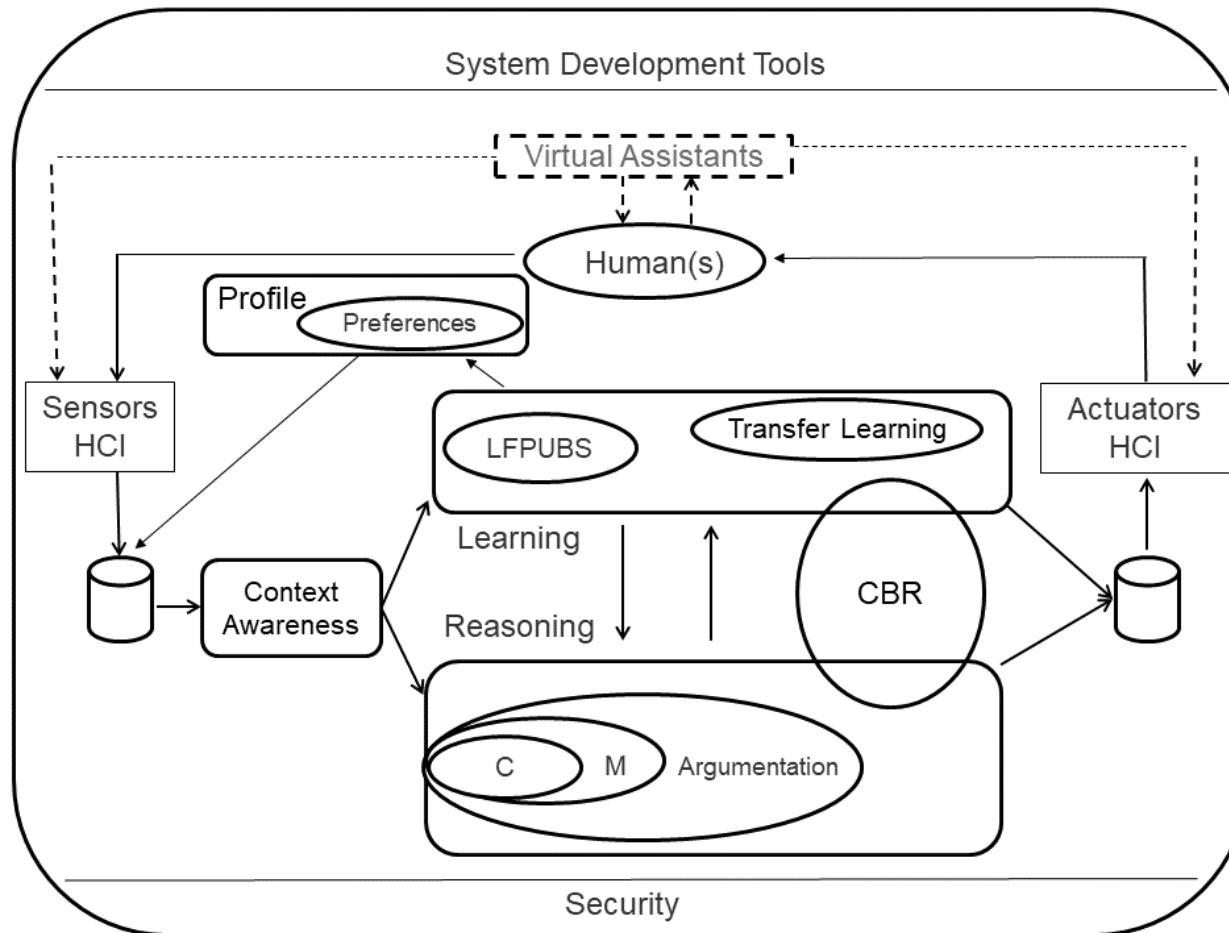 System Development Tools
Virtual Assistants
Human(s)
Profile
Preferences
Sensors
HCI
Actuators
HCI
LFPUBS
Transfer Learning
Learning
Context
Awareness
CBR
Reasoning
C
M
Argumentation
Security